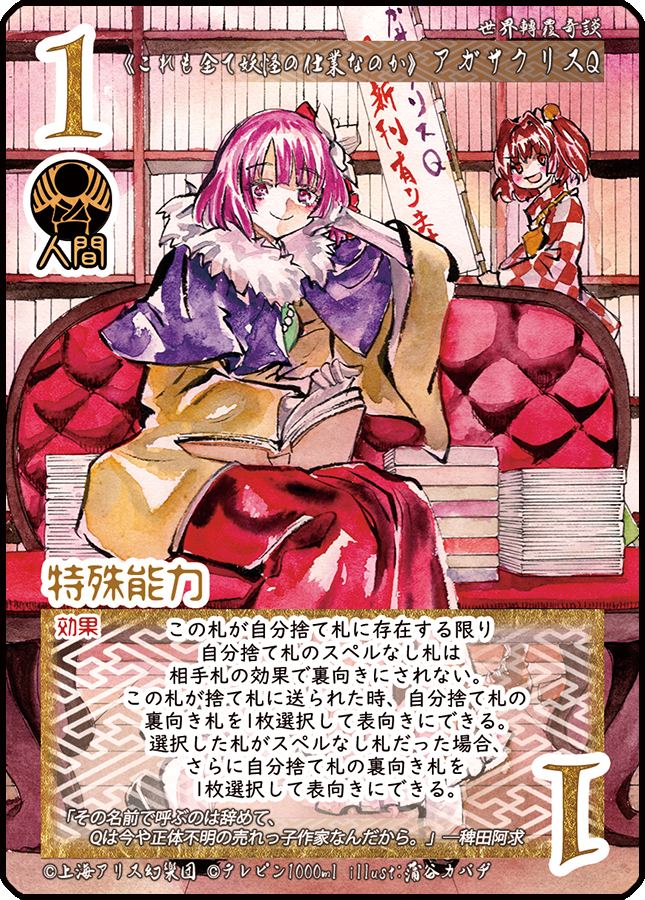 1
世界轉覆奇談
《これも全て妖怪の仕業なのか》 アガサクリスQ
人間
かサ
リスQ
新刊有ります
特殊能力
効果
この札が自分捨て札に存在する限り
自分捨て札のスペルなし札は
相手札の効果で裏向きにされない。
この札が捨て札に送られた時、自分捨て札の
裏向き札を1枚選択して表向きにできる。
選択した札がスペルなし札だった場合、
さらに自分捨て札の裏向き札を
1枚選択して表向きにできる。
「その名前で呼ぶのは辞めて、
Qは今や正体不明の売れっ子作家なんだから。」―稗田阿求
1
©上海アリス幻樂団 ©テレピン1000ml illust:蒲谷カバヂ